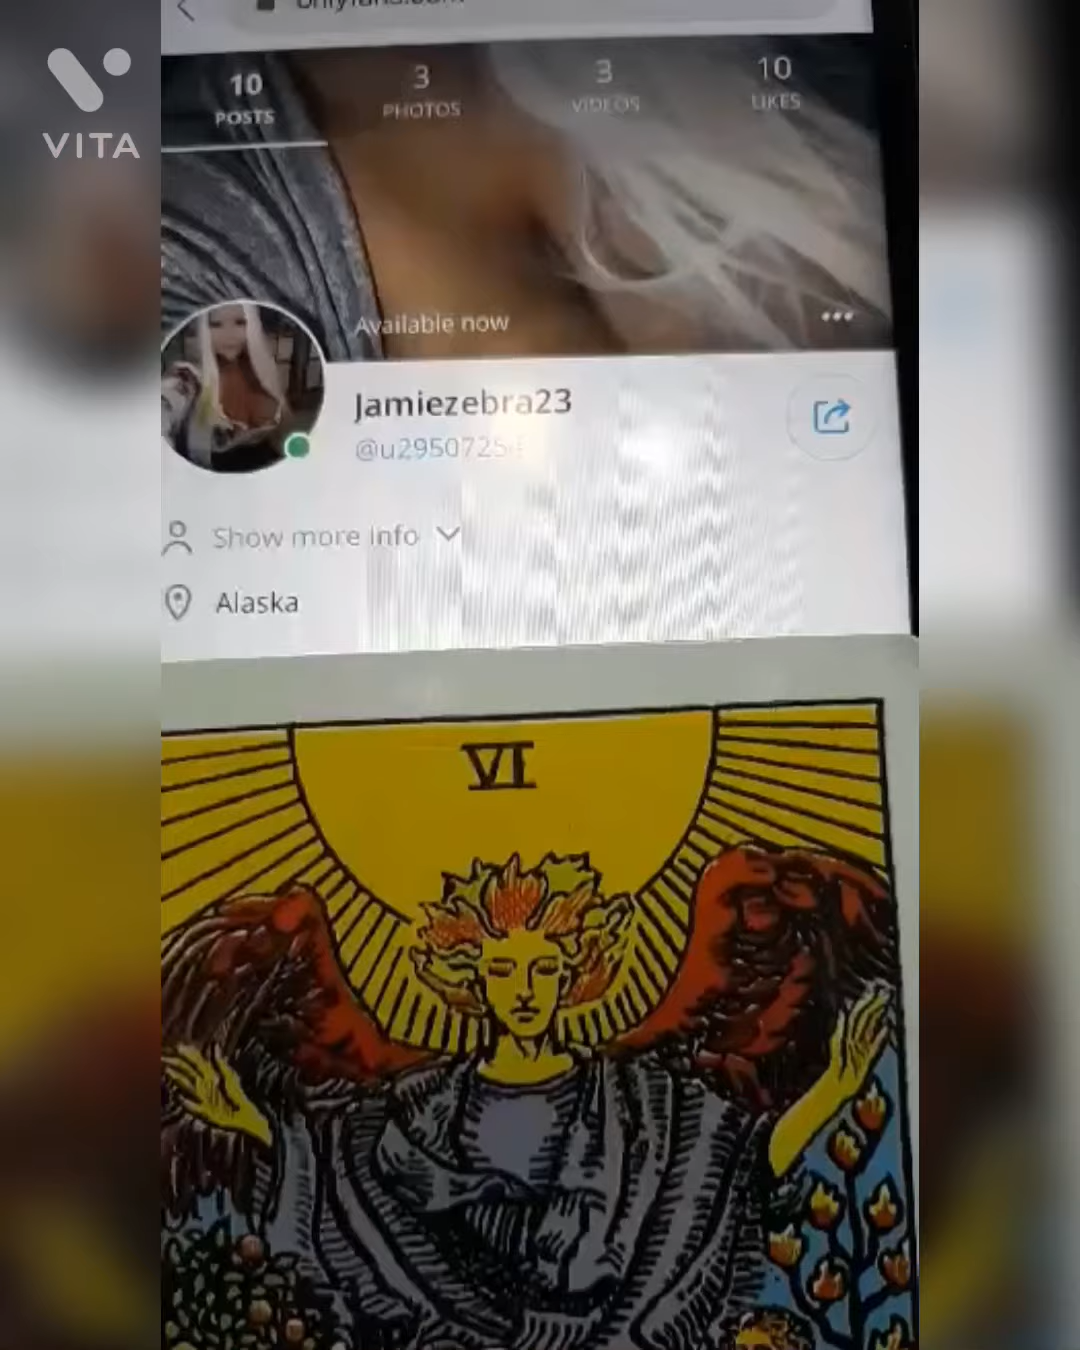 VITA
10
POSTS
3
PHOTOS
3
VIDEOS
10
LIKES
Available now
Jamiezebra23
Show more info
Alaska
VI